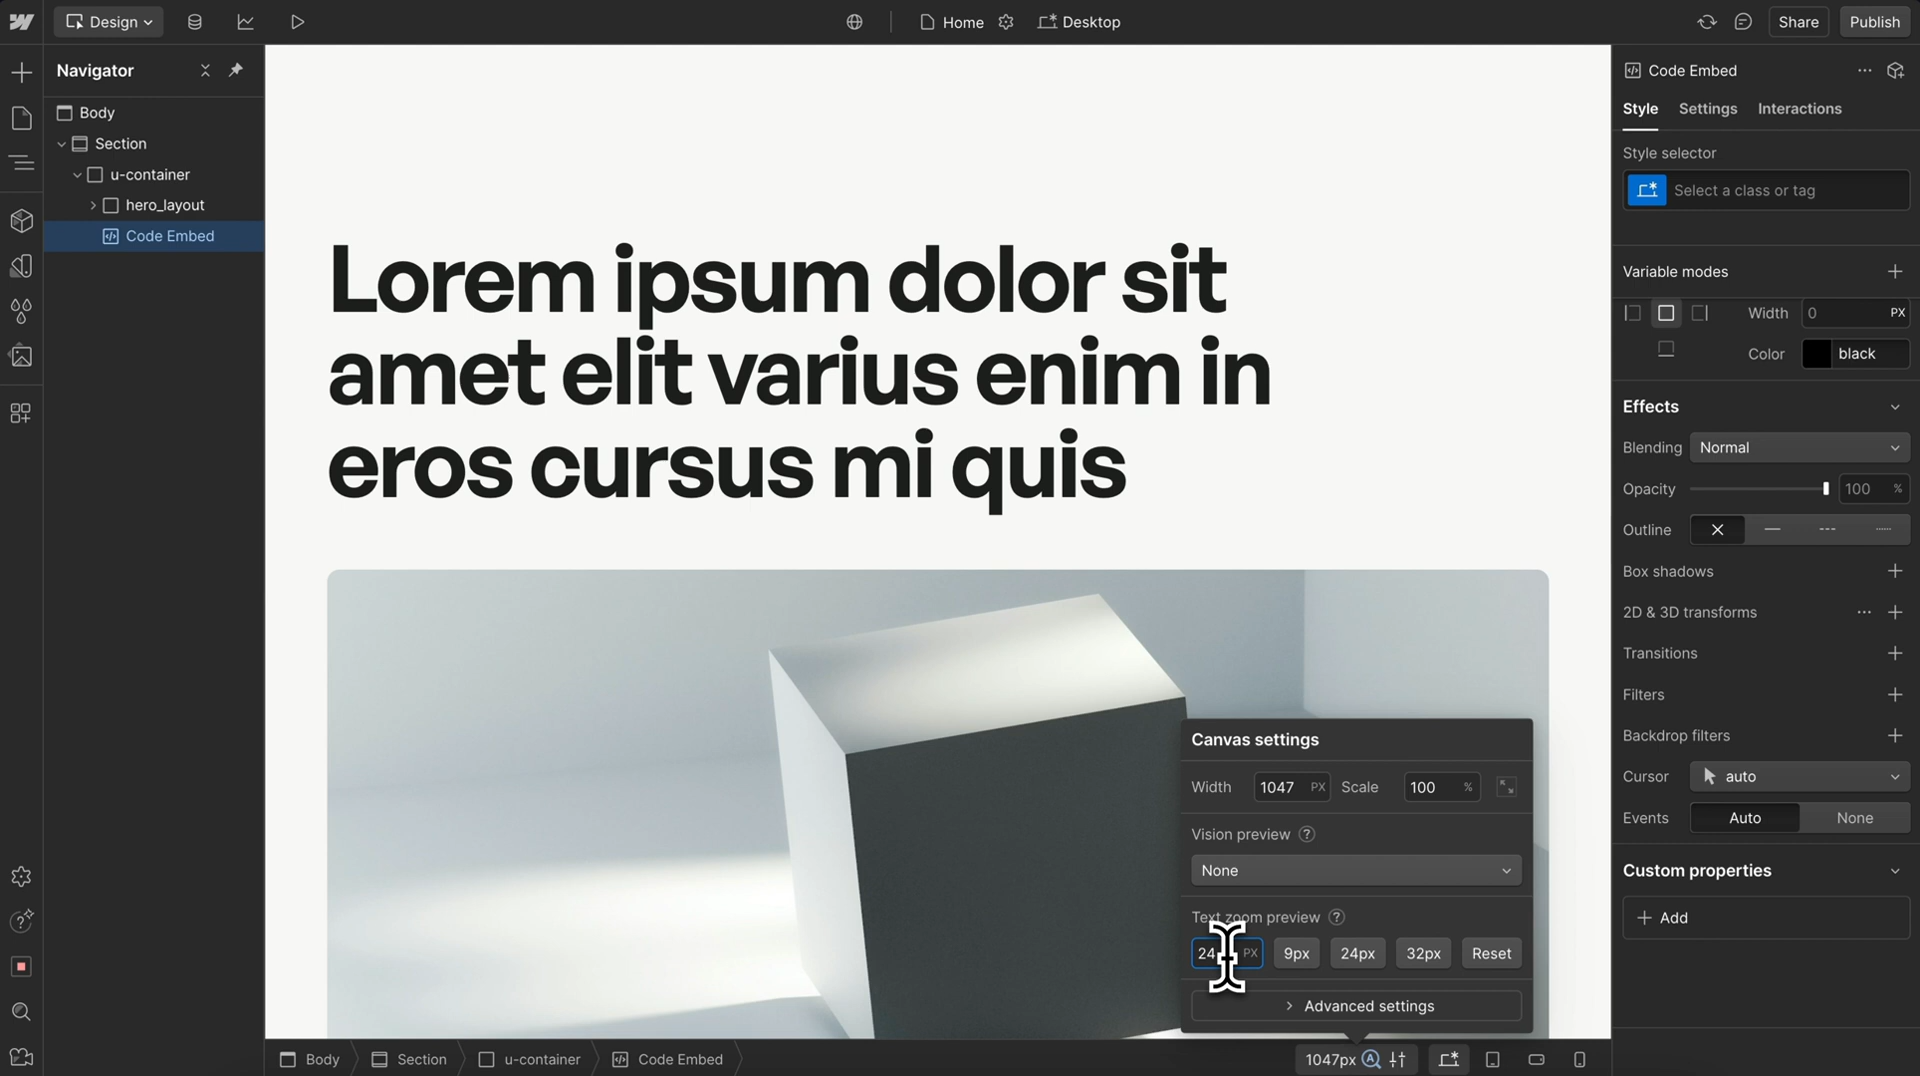 Design
Home
Desktop
Share
Publish
Navigator
Body
Section
u-container
hero_layout
Code Embed
Lorem ipsum dolor sit
amet elit varius enim in
eros cursus mi quis
Canvas settings
Width 1047 PX Scale 100 %
Vision preview ?
None
Text zoom preview ?
24 PX 9px 24px 32px Reset
Advanced settings
Body Section u-container Code Embed
1047px
Code Embed
Style Settings Interactions
Style selector
Select a class or tag
Variable modes
Width 0 PX
Color black
Effects
Blending Normal
Opacity 100 %
Outline
Box shadows
2D & 3D transforms
Transitions
Filters
Backdrop filters
Cursor auto
Events Auto None
Custom properties
Add